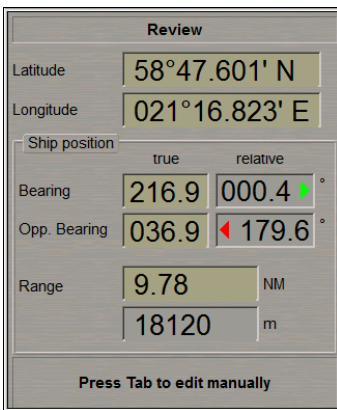 Review
Latitude 58°47.601' N
Longitude 021°16.823' E
Ship position
true relative
Bearing 216.9 000.4 °
Opp. Bearing 036.9 179.6 °
Range 9.78 NM
18120 m
Press Tab to edit manually